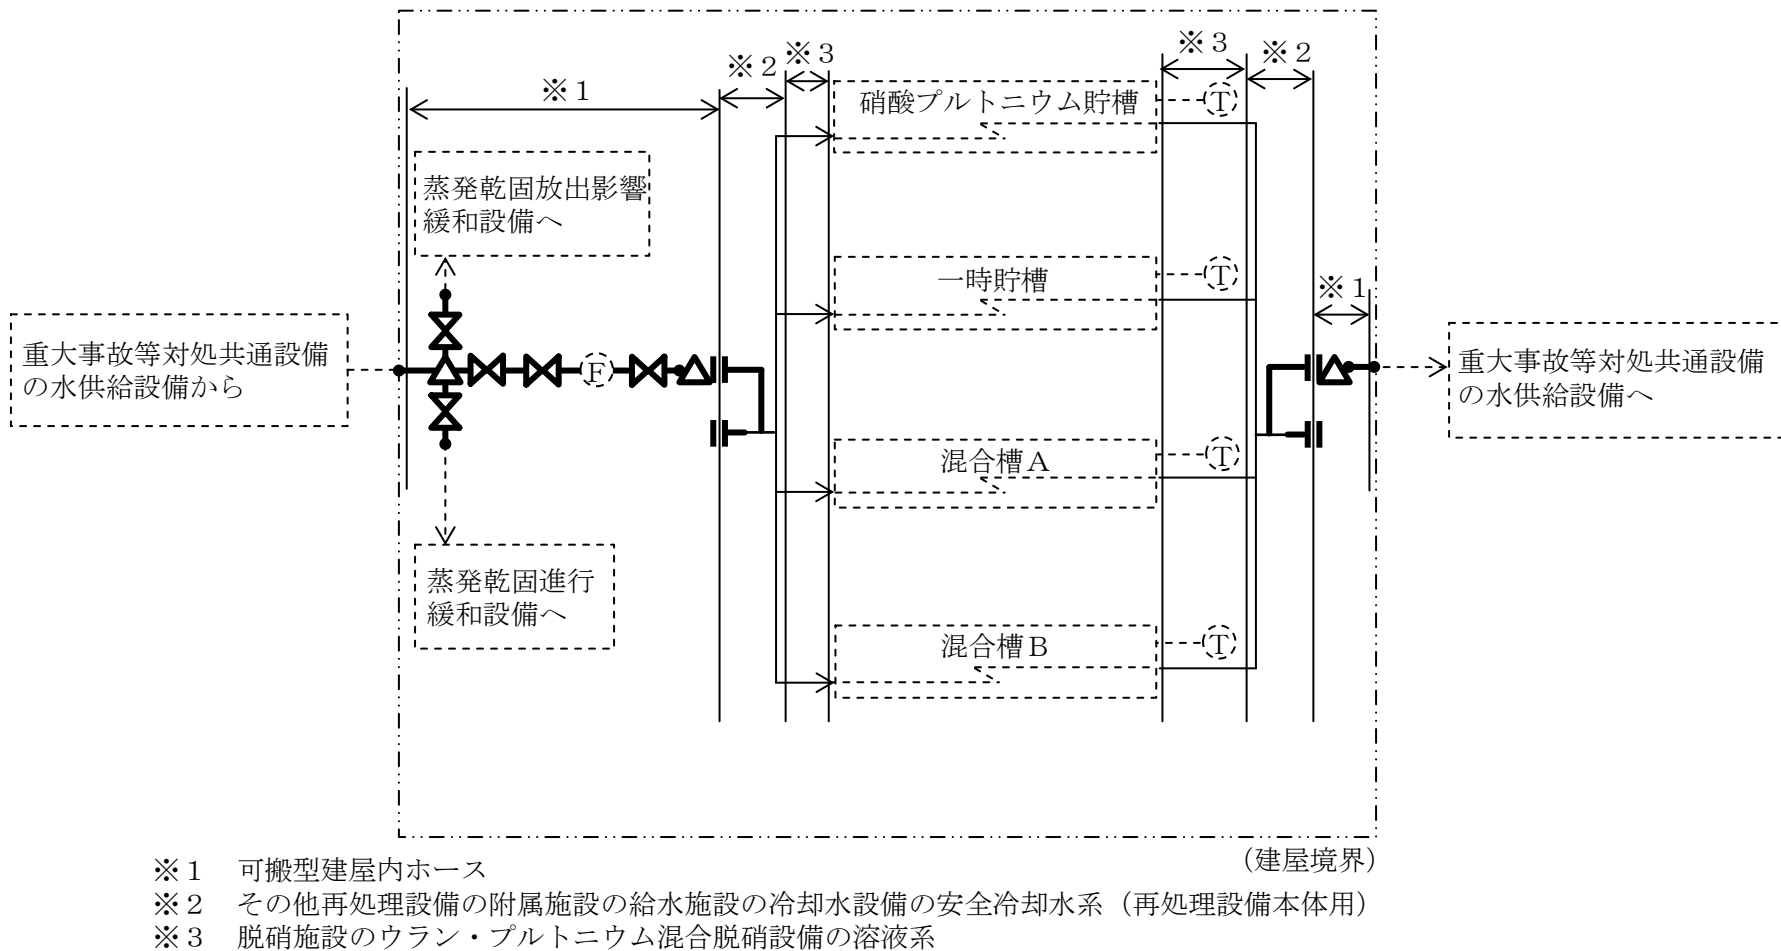 ※1
※2
※3
※3
※2
硝酸プルトニウム貯槽
T
蒸発乾固放出影響
緩和設備へ
一時貯槽
T
※1
重大事故等対処共通設備
の水供給設備から
F
重大事故等対処共通設備
の水供給設備へ
混合槽A
T
蒸発乾固進行
緩和設備へ
混合槽B
T
(建屋境界)
※1 可搬型建屋内ホース
※2 その他再処理設備の附属施設の給水施設の冷却水設備の安全冷却水系（再処理設備本体用）
※3 脱硝施設のウラン・プルトニウム混合脱硝設備の溶液系